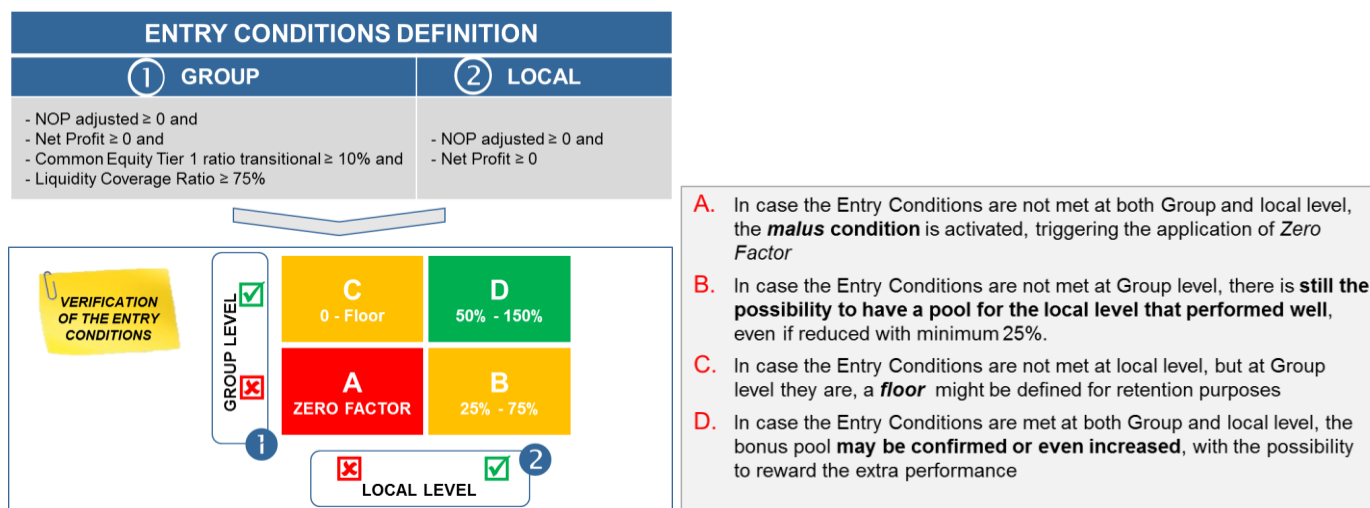 ENTRY CONDITIONS DEFINITION
1 GROUP
2 LOCAL
- NOP adjusted ≥ 0 and
- Net Profit ≥ 0 and
- Common Equity Tier 1 ratio transitional ≥ 10% and
- Liquidity Coverage Ratio ≥ 75%
- NOP adjusted ≥ 0 and
- Net Profit ≥ 0
VERIFICATION
OF THE ENTRY
CONDITIONS
GROUP LEVEL
1
C
0 - Floor
D
50% - 150%
A
ZERO FACTOR
B
25% - 75%
2
LOCAL LEVEL
A. In case the Entry Conditions are not met at both Group and local level,
the malus condition is activated, triggering the application of Zero
Factor
B. In case the Entry Conditions are not met at Group level, there is still the
possibility to have a pool for the local level that performed well,
even if reduced with minimum 25%.
C. In case the Entry Conditions are not met at local level, but at Group
level they are, a floor might be defined for retention purposes
D. In case the Entry Conditions are met at both Group and local level, the
bonus pool may be confirmed or even increased, with the possibility
to reward the extra performance